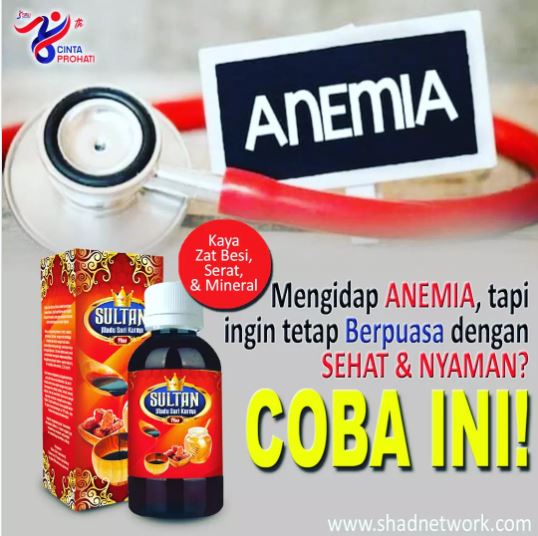 CINTA
PROHATI
ANEMIA
Kaya
Zat Besi,
Serat,
& Mineral
Mengidap ANEMIA, tapi
ingin tetap Berpuasa dengan
SEHAT & NYAMAN?
COBA INI!
SULTAN
Madu Sari Kurma
Plus
SULTAN
Madu Sari Kurma
Plus
www.shadnetwork.com